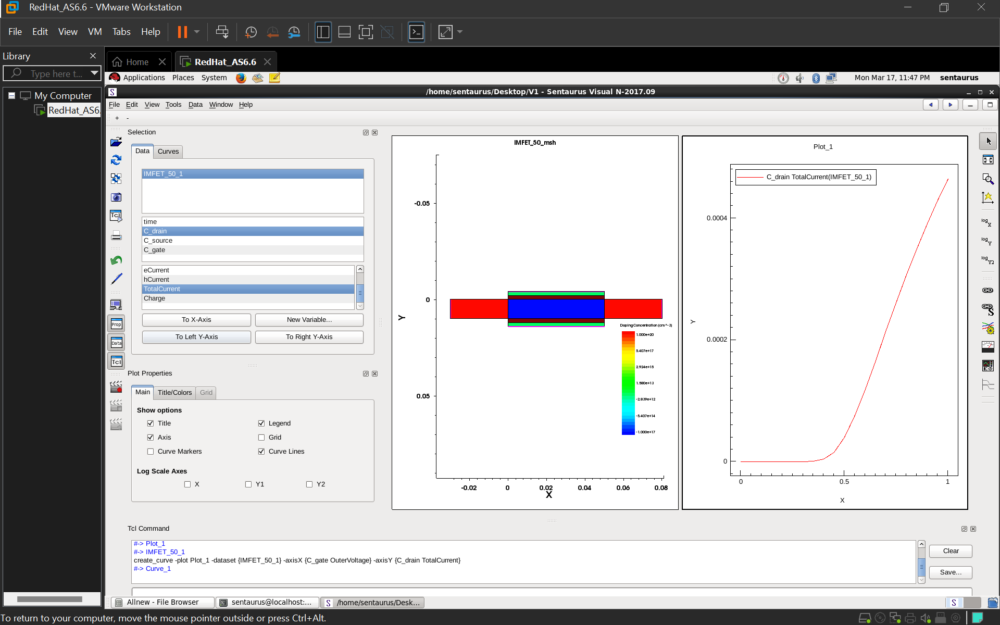 RedHat_AS6.6 - VMware Workstation
File Edit View VM Tabs Help
Library
Type here t...
My Computer
RedHat_AS6.
Home
RedHat_AS6.6
Applications Places System
Mon Mar 17, 11:47 PM sentaurus
/home/sentaurus/Desktop/V1 - Sentaurus Visual N-2017.09
File Edit View Tools Data Window Help
+ -
Selection
Data Curves
IMFET_50_1
time
C_drain
C_source
C_gate
eCurrent
hCurrent
TotalCurrent
Charge
To X-Axis New Variable...
To Left Y-Axis To Right Y-Axis
Tcl
Prop
Data
Tcl
Plot Properties
Main Title/Colors Grid
Show options
Title Legend
Axis Grid
Curve Markers Curve Lines
Log Scale Axes
X Y1 Y2
IMFET_50_msh
-0.05
0
0.05
Y
-0.02 0 0.02 0.04 0.06 0.08
X
DopingConcentration (cm^-3)
1.000e+20
5.407e+17
2.924e+15
1.580e+13
-2.839e+12
-5.407e+14
-1.000e+17
Plot_1
C_drain TotalCurrent(IMFET_50_1)
0.0004
0.0002
0
Y
0 0.5 1
X
log X
log Y
log Y2
Tcl Command
#-> Plot_1
#-> IMFET_50_1
create_curve -plot Plot_1 -dataset {IMFET_50_1} -axisX {C_gate OuterVoltage} -axisY {C_drain TotalCurrent}
#-> Curve_1
Clear
Save...
Allnew - File Browser
sentaurus@localhost:...
/home/sentaurus/Desk...
To return to your computer, move the mouse pointer outside or press Ctrl+Alt.